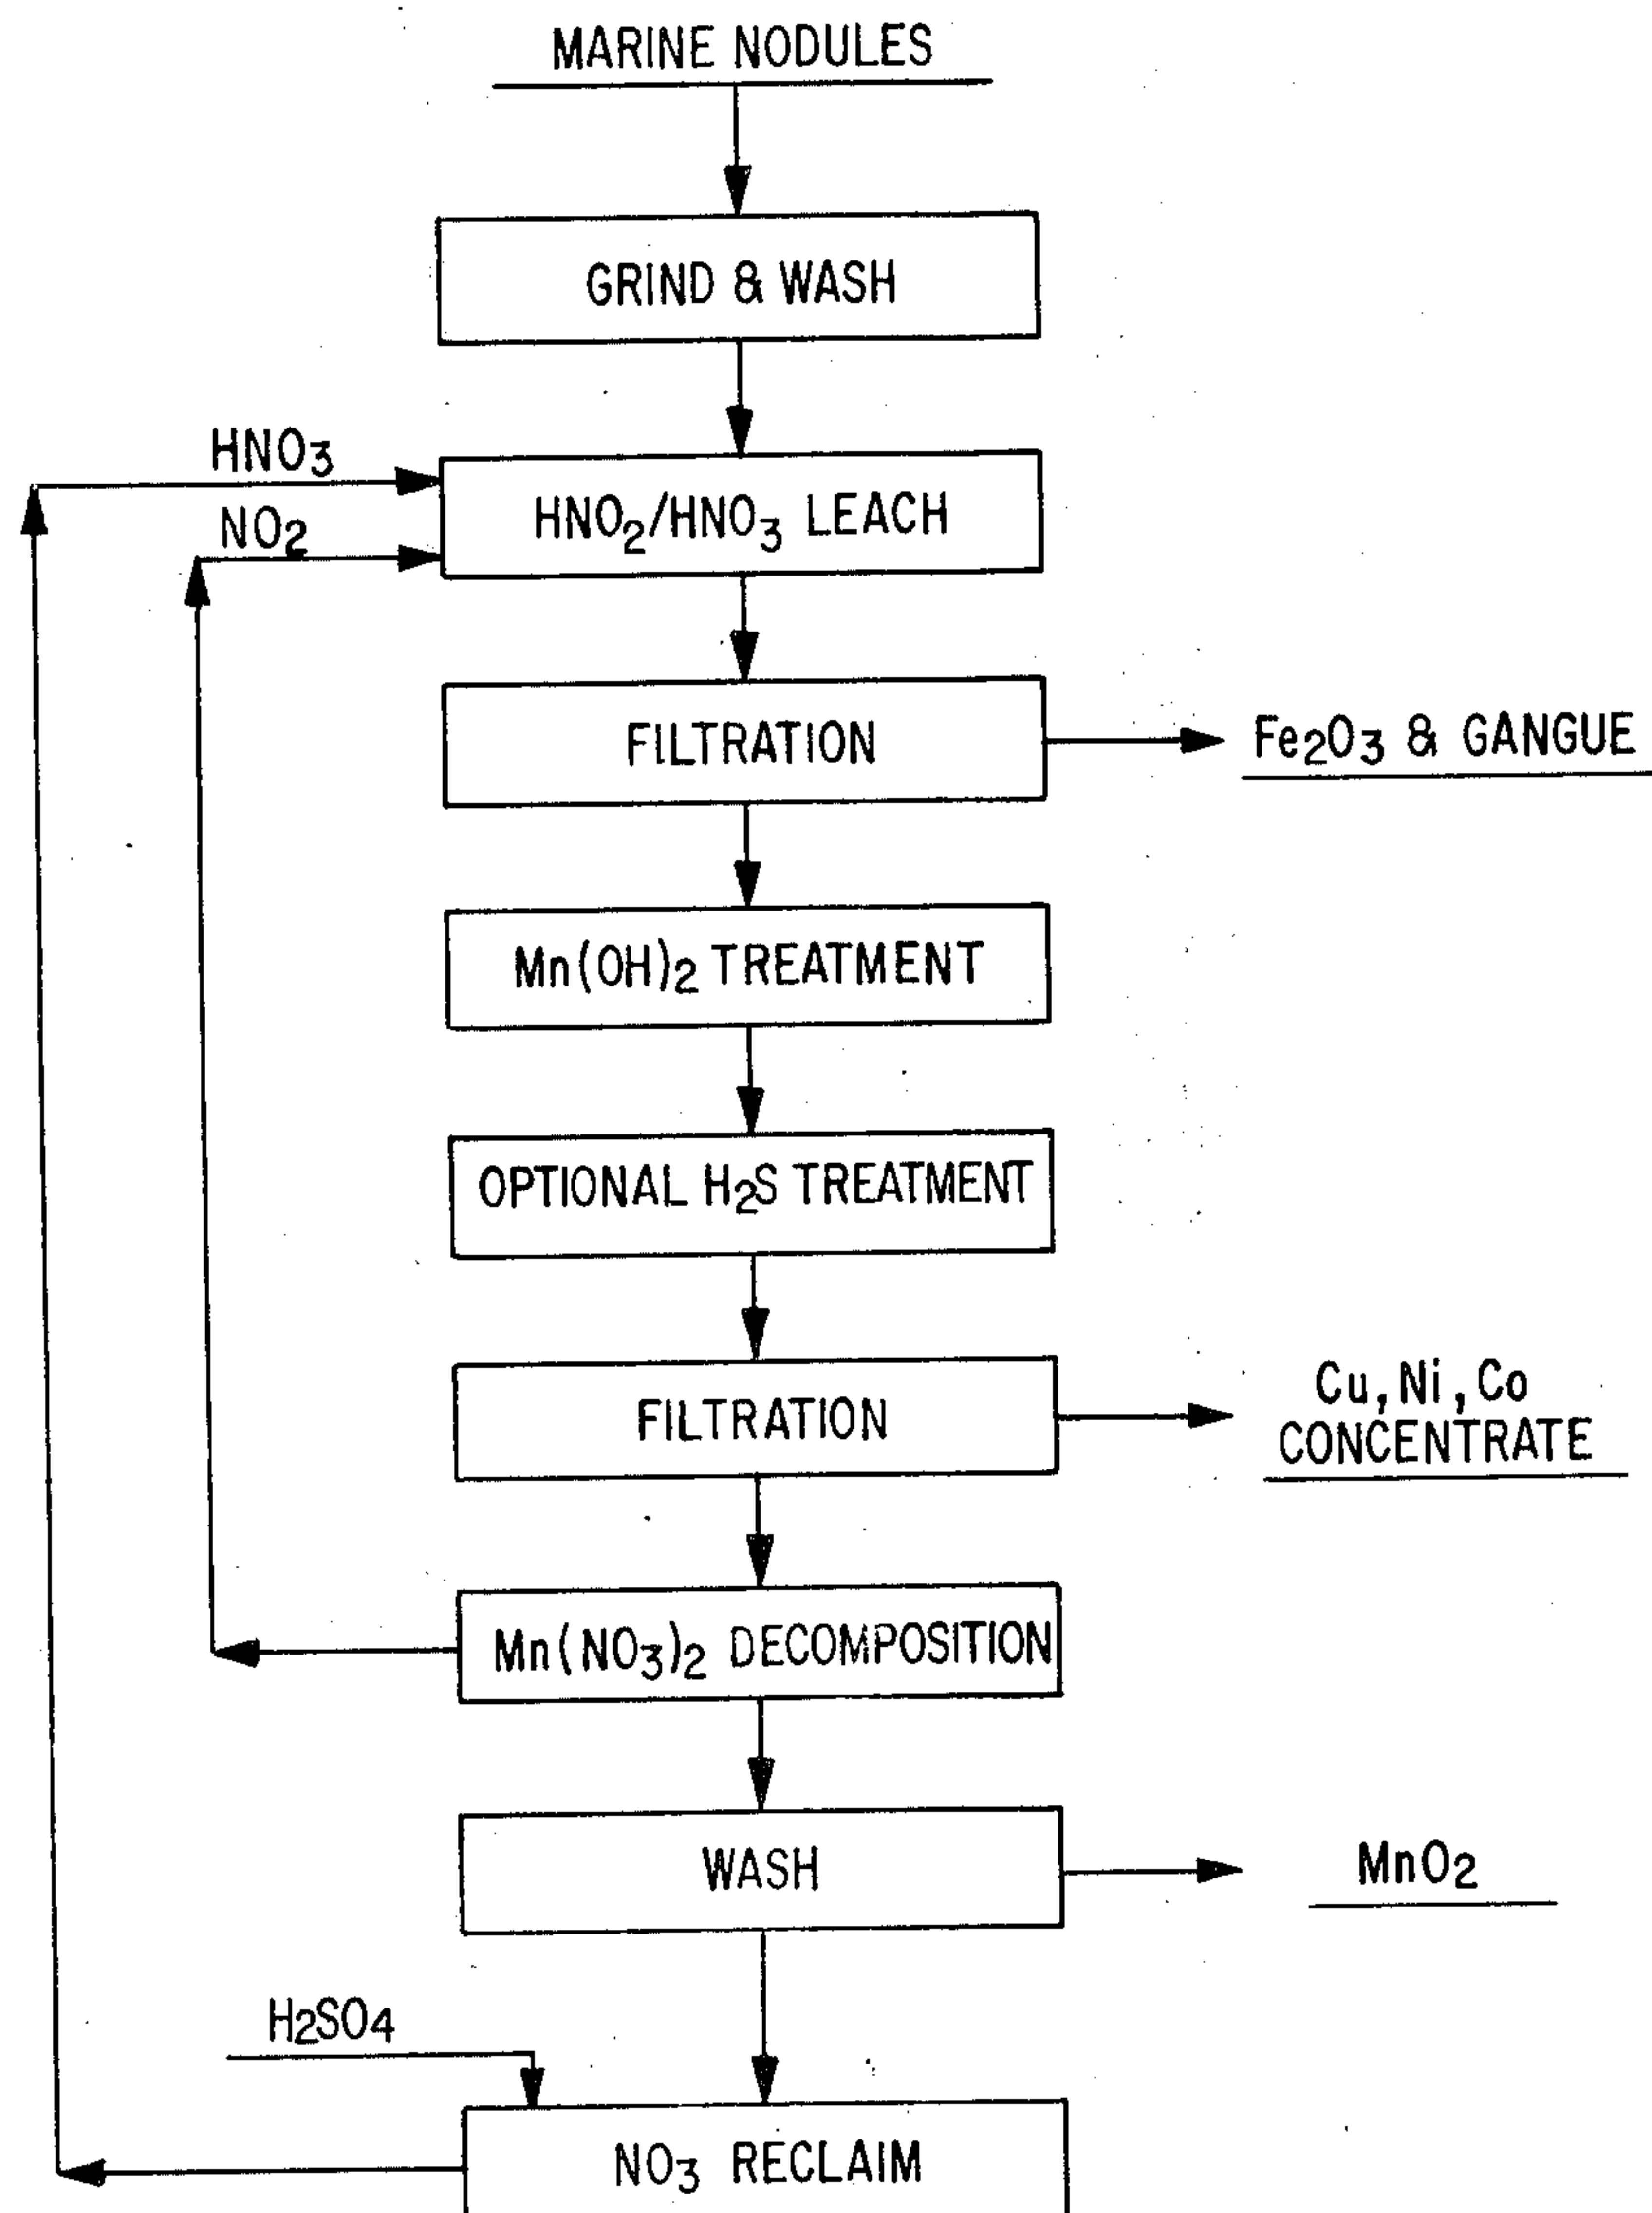 MARINE NODULES
GRIND & WASH
HNO3
HNO2/HNO3 LEACH
NO2
FILTRATION
Fe2O3 & GANGUE
Mn(OH)2 TREATMENT
OPTIONAL H2S TREATMENT
FILTRATION
Cu, Ni, Co
CONCENTRATE
Mn(NO3)2 DECOMPOSITION
WASH
MnO2
H2SO4
NO3 RECLAIM